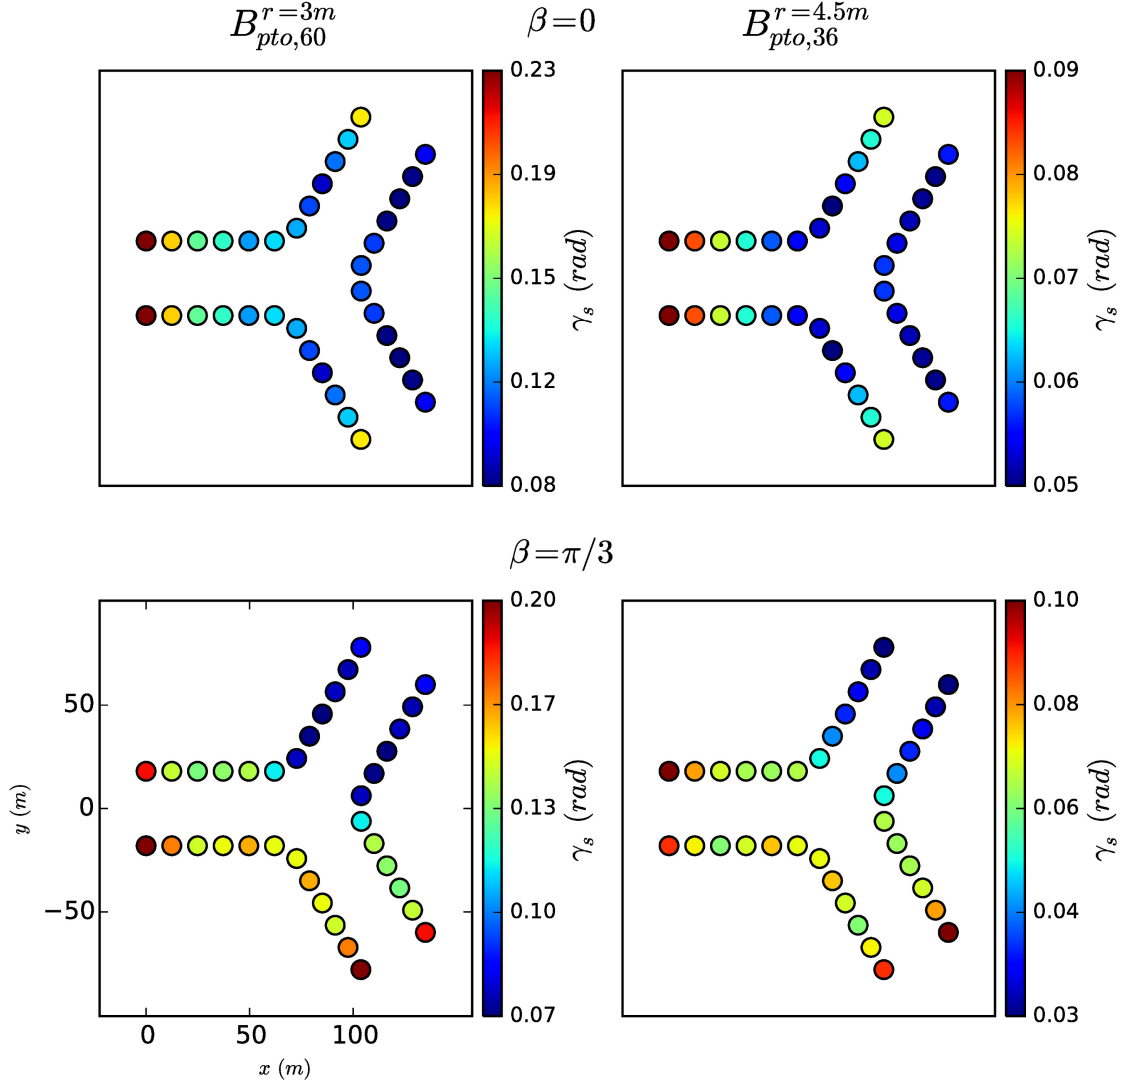 B_{pto,60}^{r=3m} β=0 B_{pto,36}^{r=4.5m}
0.23
0.19
0.15
0.12
0.08
γ_s (rad)
0.09
0.08
0.07
0.06
0.05
γ_s (rad)
β=π/3
50
0
−50
y (m)
0 50 100
x (m)
0.20
0.17
0.13
0.10
0.07
γ_s (rad)
0.10
0.08
0.06
0.04
0.03
γ_s (rad)